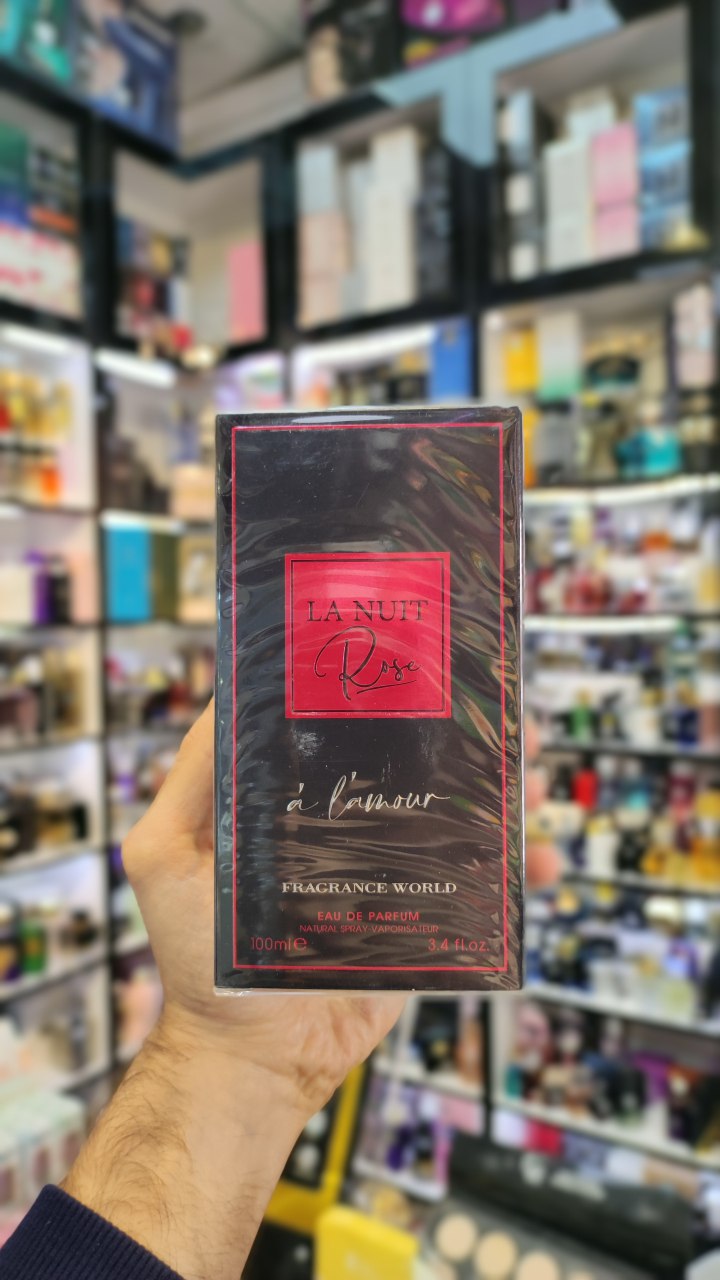 LA NUIT
Rose
á l'amour
FRAGRANCE WORLD
EAU DE PARFUM
NATURAL SPRAY-VAPORISATEUR
100ml ℮
3.4 fl.oz.